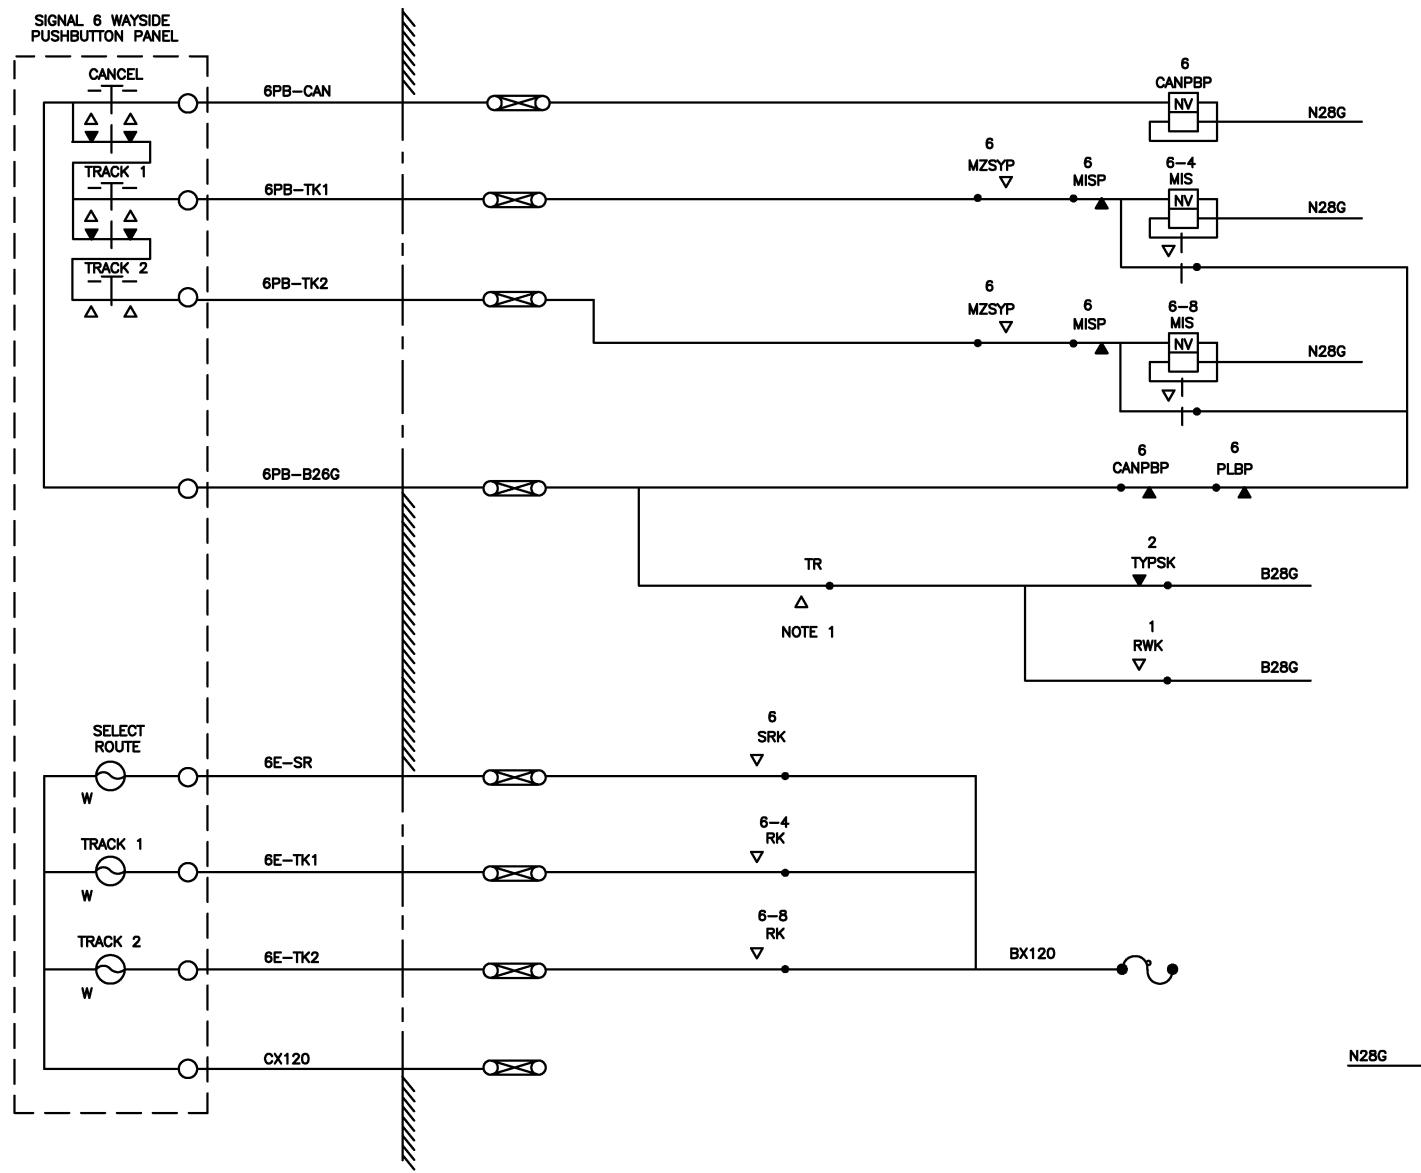 SIGNAL 6 WAYSIDE
PUSHBUTTON PANEL
CANCEL
6PB-CAN
6
CANPBP
NV
N28G
TRACK 1
6PB-TK1
6
MZSYP
6
MISP
6-4
MIS
NV
N28G
TRACK 2
6PB-TK2
6
MZSYP
6
MISP
6-8
MIS
NV
N28G
6PB-B26G
6
CANPBP
6
PLBP
TR
NOTE 1
2
TYPSK
B28G
1
RWK
B28G
SELECT
ROUTE
W
6E-SR
6
SRK
TRACK 1
W
6E-TK1
6-4
RK
TRACK 2
W
6E-TK2
6-8
RK
BX120
CX120
N28G